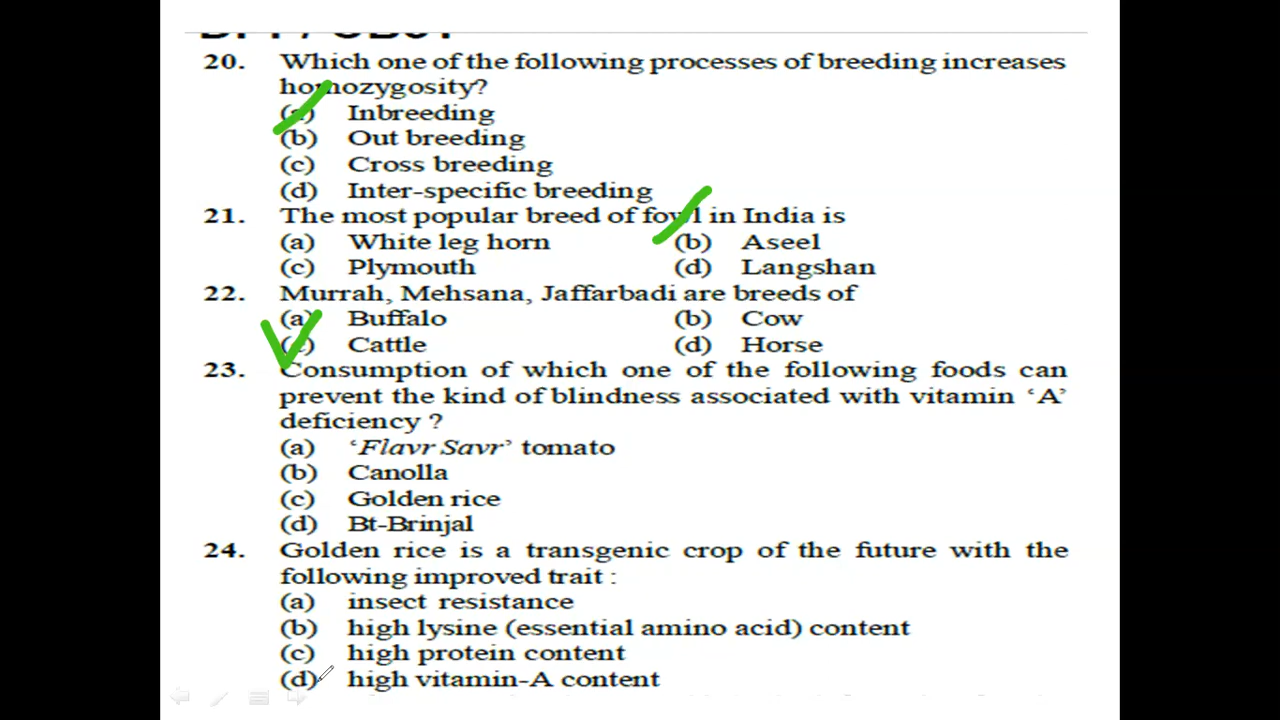 20. Which one of the following processes of breeding increases
homozygosity?
(a) Inbreeding
(b) Out breeding
(c) Cross breeding
(d) Inter-specific breeding
21. The most popular breed of fowl in India is
(a) White leg horn (b) Aseel
(c) Plymouth (d) Langshan
22. Murrah, Mehsana, Jaffarbadi are breeds of
(a) Buffalo (b) Cow
(c) Cattle (d) Horse
23. Consumption of which one of the following foods can
prevent the kind of blindness associated with vitamin ‘A’
deficiency ?
(a) ‘Flavr Savr’ tomato
(b) Canolla
(c) Golden rice
(d) Bt-Brinjal
24. Golden rice is a transgenic crop of the future with the
following improved trait :
(a) insect resistance
(b) high lysine (essential amino acid) content
(c) high protein content
(d) high vitamin-A content